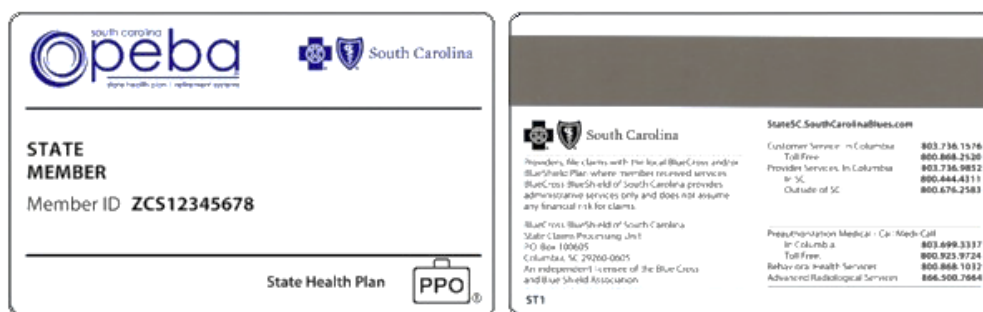 south carolina
peba
state health plan | retirement systems
South Carolina
STATE
MEMBER
Member ID ZCS12345678
State Health Plan
PPO®
South Carolina
Providers, file claims with the local BlueCross and/or
BlueShield Plan where member received services
BlueCross BlueShield of South Carolina provides
administrative services only and does not assume
any financial risk for claims.
BlueCross BlueShield of South Carolina
State Claims Processing Unit
PO Box 100605
Columbia, SC 29260-0605
An independent licensee of the Blue Cross
and Blue Shield Association
ST1
StateSC.SouthCarolinaBlues.com
Customer Service In Columbia 803.736.1576
Toll Free 800.868.2520
Provider Services In Columbia 803.736.9852
In SC 800.444.4311
Outside of SC 800.676.2583
Preauthorization Medical - Call Medi-Call
In Columbia 803.699.3337
Toll Free 800.925.9724
Behavioral Health Services 800.868.1032
Advanced Radiological Services 866.500.7664